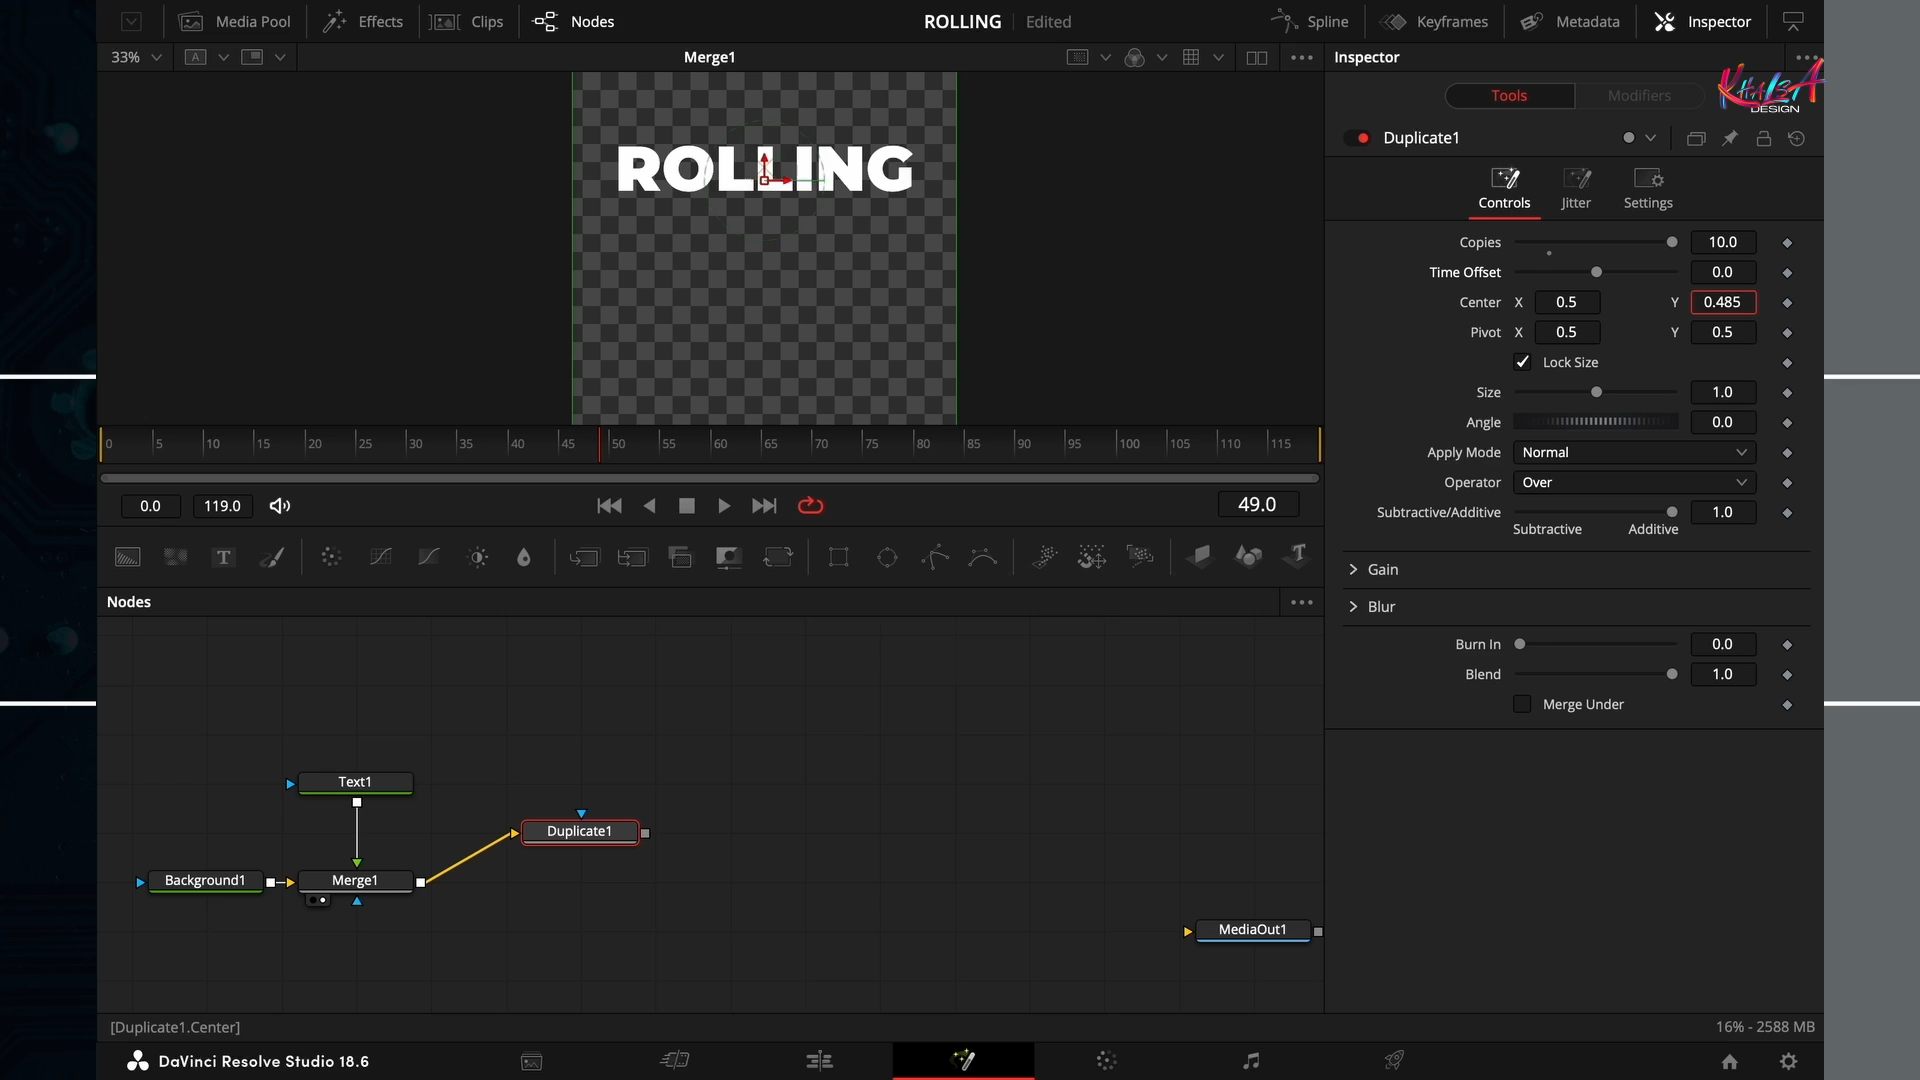 Media Pool Effects Clips Nodes ROLLING Edited Spline Keyframes Metadata Inspector
33% A Merge1 Inspector
KHALSA
DESIGN
Tools Modifiers
Duplicate1
Controls Jitter Settings
ROLLING
Copies 10.0
Time Offset 0.0
Center X 0.5 Y 0.485
Pivot X 0.5 Y 0.5
Lock Size
Size 1.0
Angle 0.0
Apply Mode Normal
Operator Over
Subtractive/Additive 1.0
Subtractive Additive
Gain
Blur
Burn In 0.0
Blend 1.0
Merge Under
0 5 10 15 20 25 30 35 40 45 50 55 60 65 70 75 80 85 90 95 100 105 110 115
0.0 119.0 49.0
T T
Nodes
Text1
Duplicate1
Background1 Merge1
MediaOut1
[Duplicate1.Center] 16% - 2588 MB
DaVinci Resolve Studio 18.6